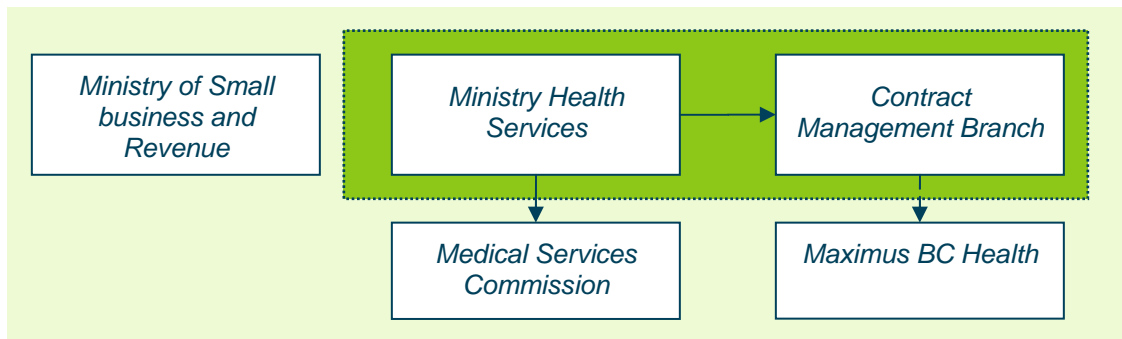 Ministry of Small
business and
Revenue
Ministry Health
Services
Contract
Management Branch
Medical Services
Commission
Maximus BC Health